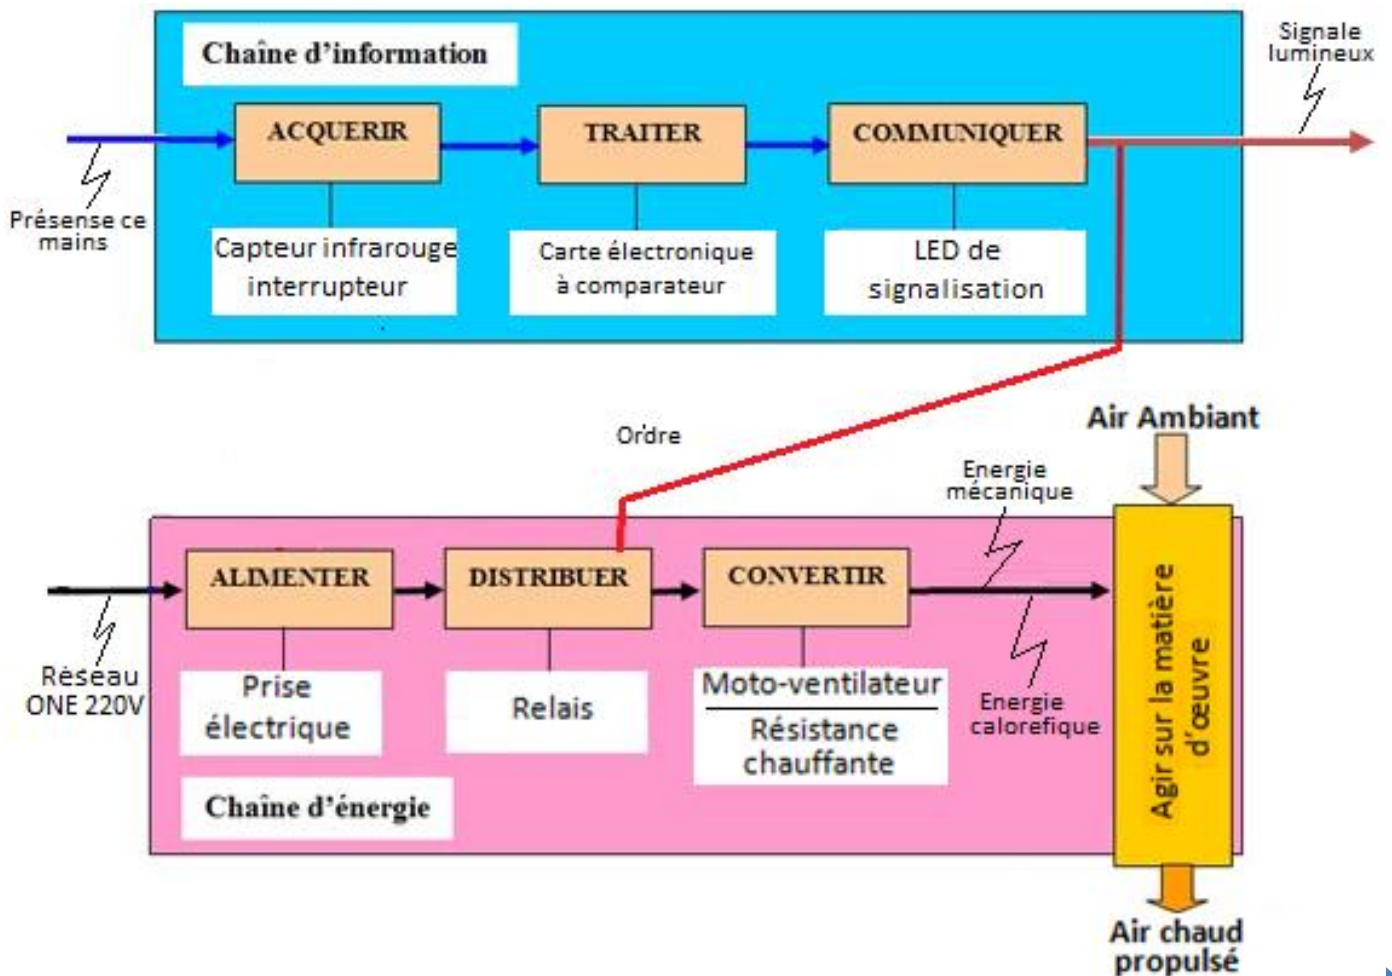 Signale
lumineux
Chaîne d'information
ACQUERIR
TRAITER
COMMUNIQUER
Présense ce
mains
Capteur infrarouge
interrupteur
Carte électronique
à comparateur
LED de
signalisation
Ordre
Air Ambiant
Energie
mécanique
ALIMENTER
DISTRIBUER
CONVERTIR
Réseau
ONE 220V
Prise
électrique
Relais
Moto-ventilateur
Résistance
chauffante
Energie
calorefique
Agir sur la matière
d'œuvre
Chaîne d'énergie
Air chaud
propulsé